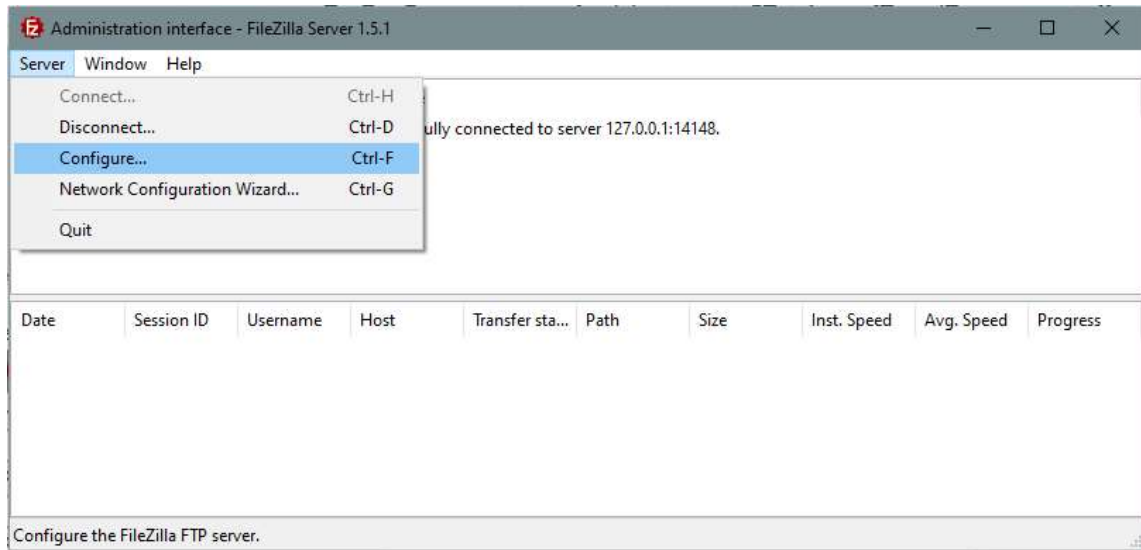 Administration interface - FileZilla Server 1.5.1
Server Window Help
Connect... Ctrl-H
Disconnect... Ctrl-D ully connected to server 127.0.0.1:14148.
Configure... Ctrl-F
Network Configuration Wizard... Ctrl-G
Quit
Date Session ID Username Host Transfer sta... Path Size Inst. Speed Avg. Speed Progress
Configure the FileZilla FTP server.